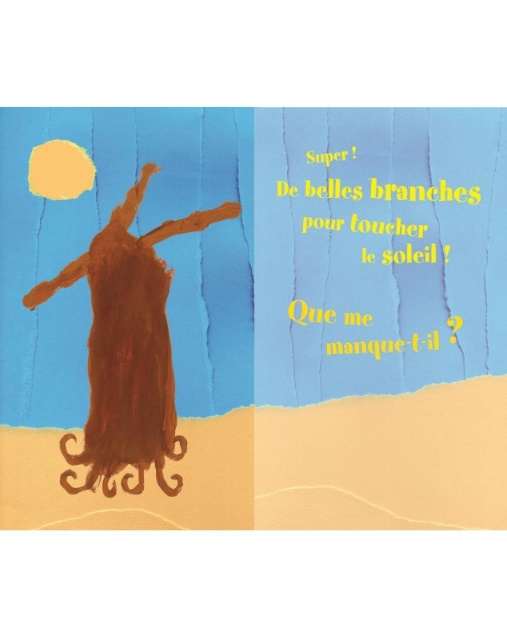 Super !
De belles branches
pour toucher
le soleil !
Que me
manque-t-il ?